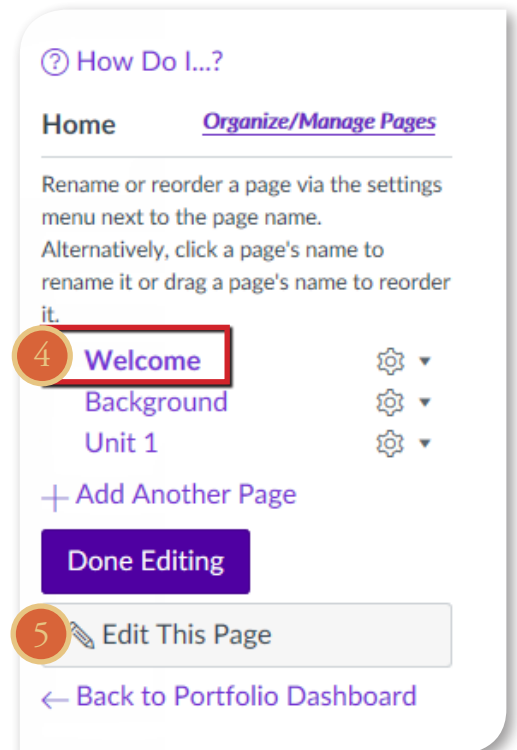 ? How Do I...?
Home Organize/Manage Pages
Rename or reorder a page via the settings
menu next to the page name.
Alternatively, click a page's name to
rename it or drag a page's name to reorder
it.
4 Welcome
Background
Unit 1
+ Add Another Page
Done Editing
5 Edit This Page
← Back to Portfolio Dashboard